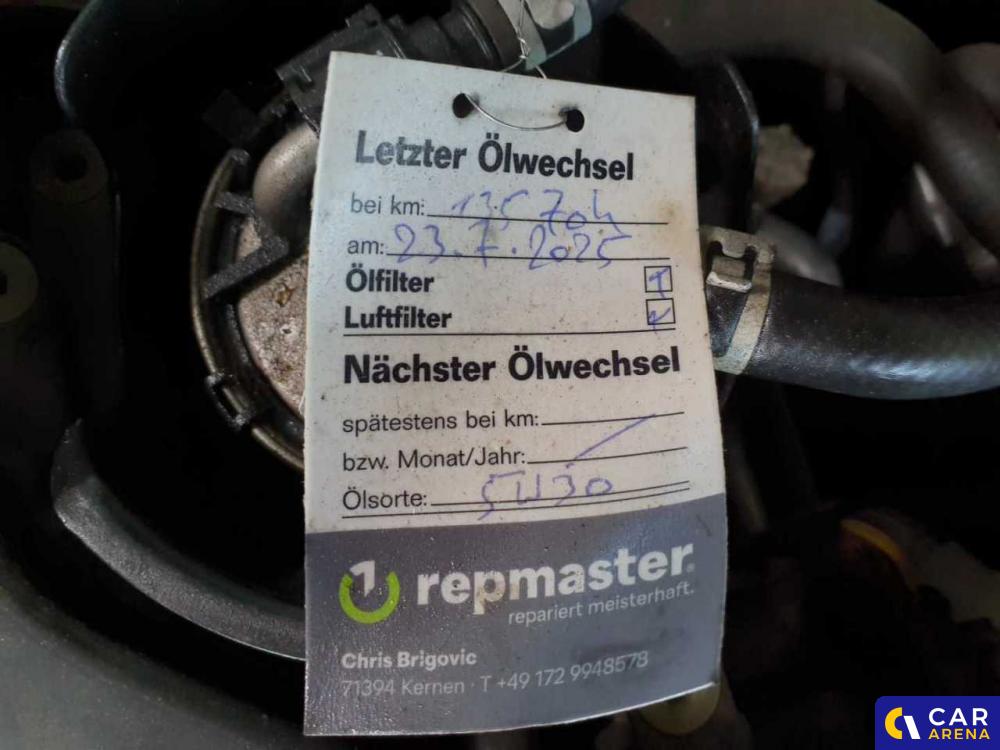 Letzter Ölwechsel
bei km:
am: 23.7.2025
Ölfilter
Luftfilter
Nächster Ölwechsel
spätestens bei km:
bzw. Monat/Jahr:
Ölsorte: 5W30
repmaster.
repariert meisterhaft.
Chris Brigovic
71394 Kernen · T +49 172 9948578
CAR
ARENA